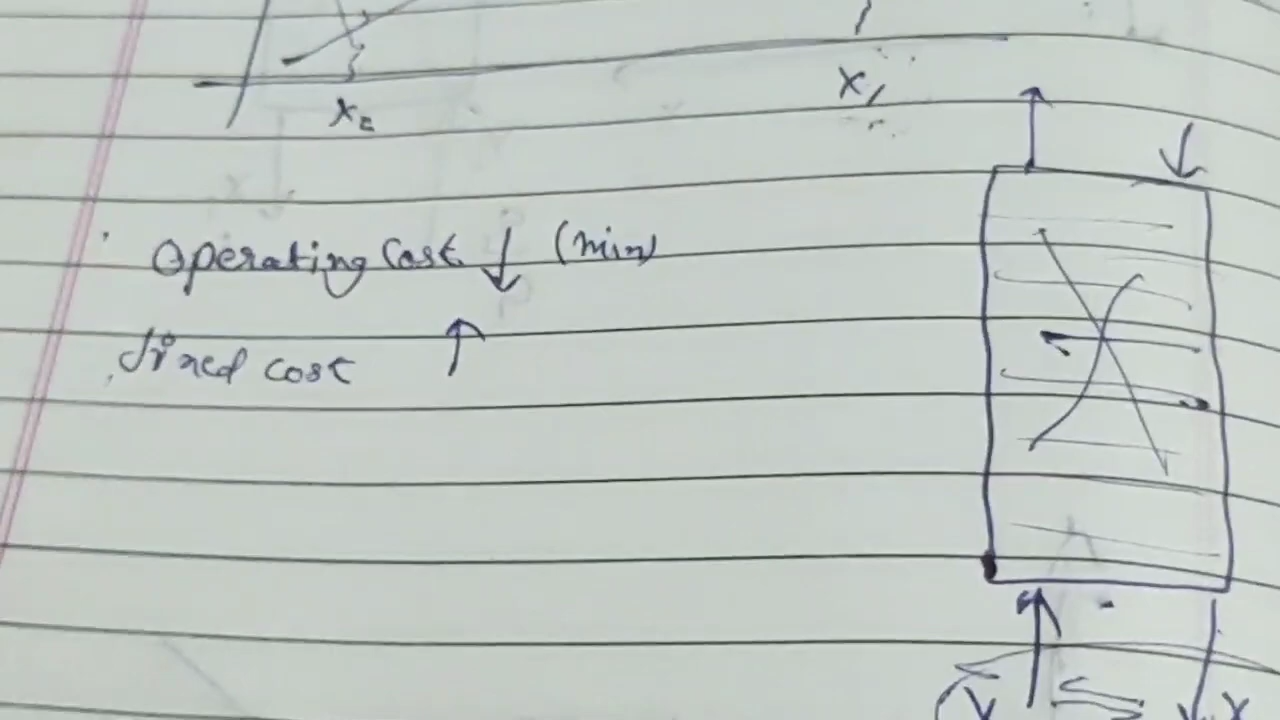 X₂
X₁
Operating Cost ↓ (min)
fixed cost ↑
Y ⇌ X